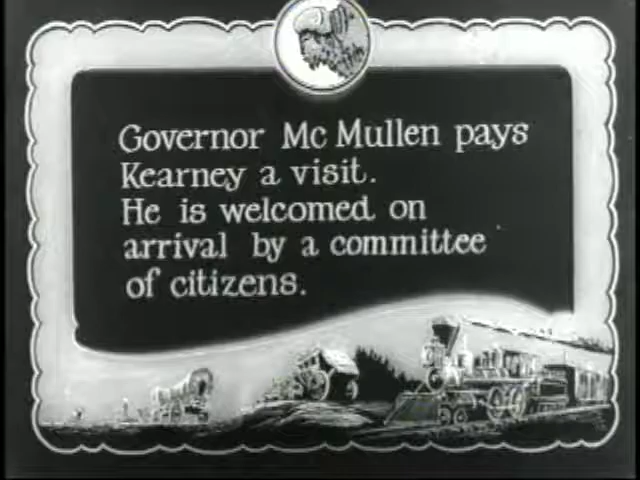 Governor Mc Mullen pays
Kearney a visit.
He is welcomed on
arrival by a committee
of citizens.